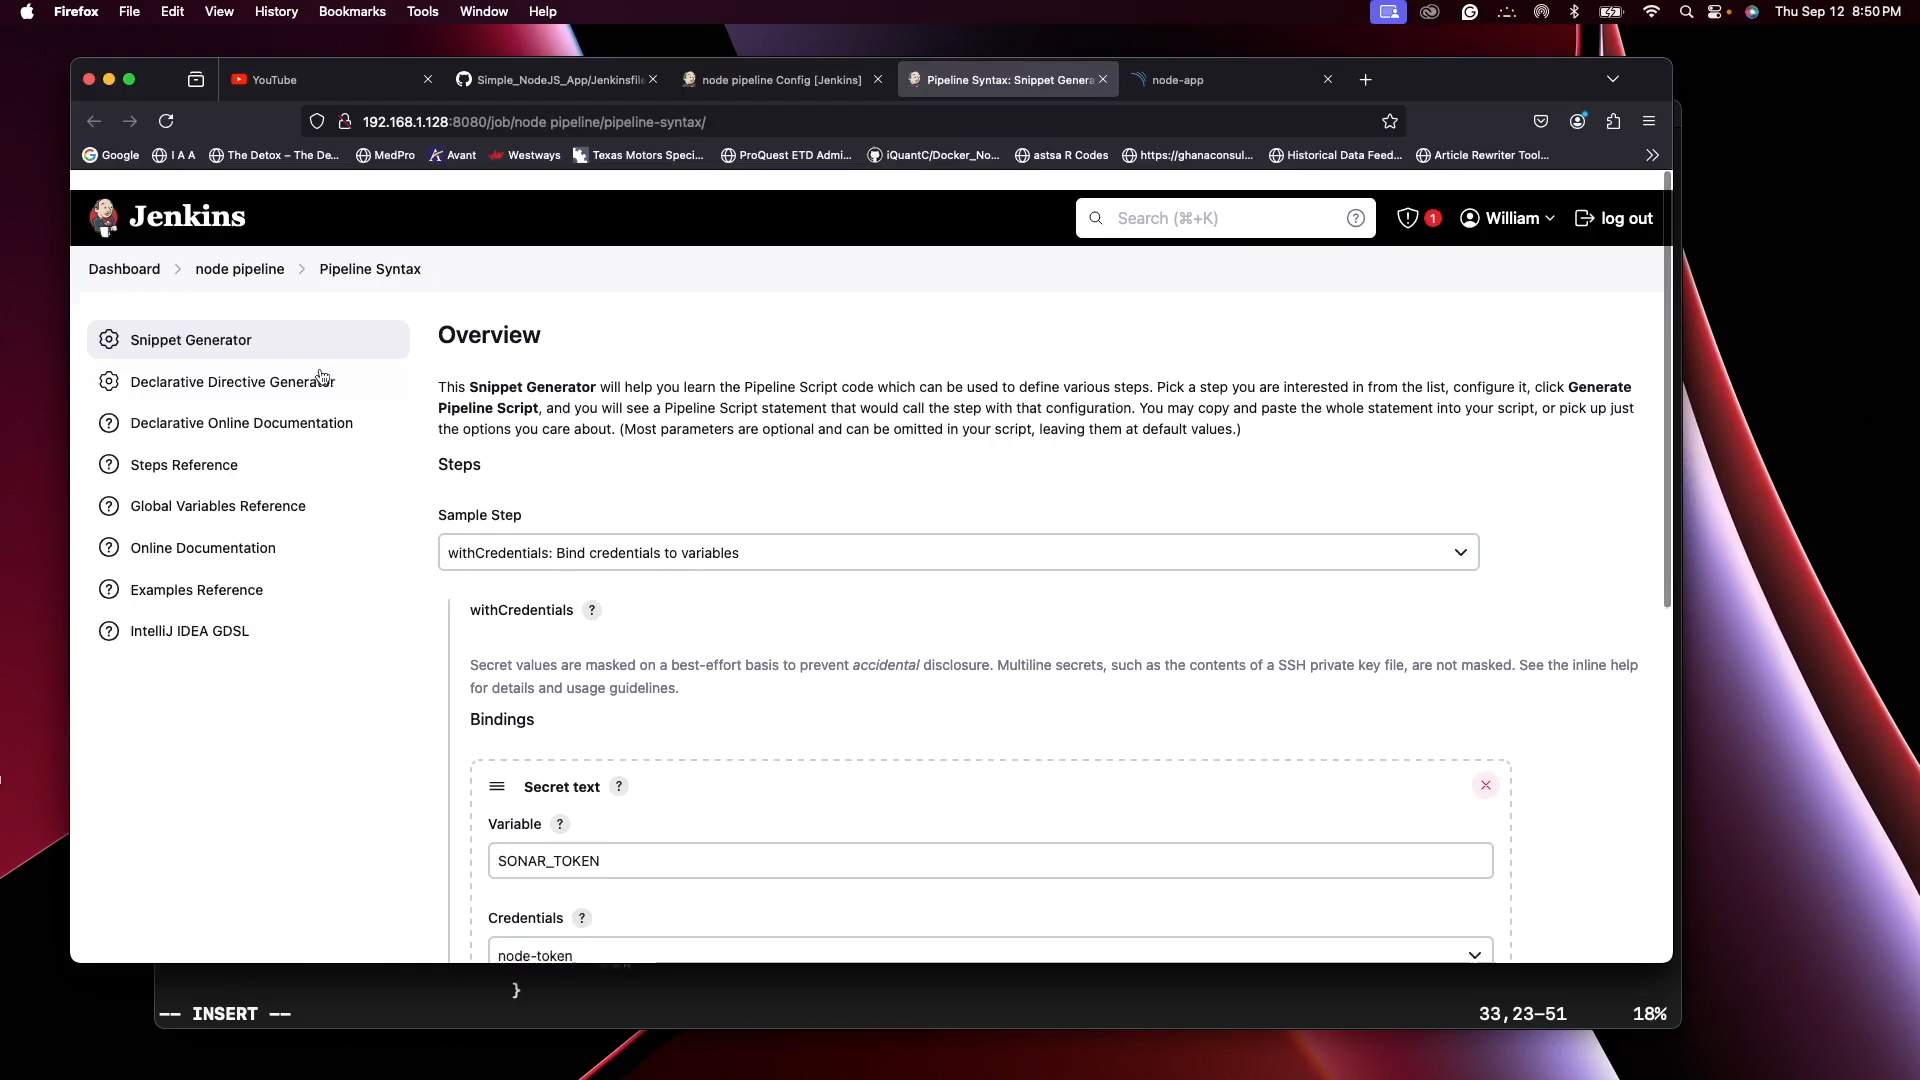 Firefox File Edit View History Bookmarks Tools Window Help
Thu Sep 12 8:50 PM
YouTube
Simple_NodeJS_App/Jenkinsfil
node pipeline Config [Jenkins]
Pipeline Syntax: Snippet Genera
node-app
192.168.1.128:8080/job/node pipeline/pipeline-syntax/
Google
I A A
The Detox – The De...
MedPro
Avant
Westways
Texas Motors Speci...
ProQuest ETD Admi...
iQuantC/Docker_No...
astsa R Codes
https://ghanaconsul...
Historical Data Feed...
Article Rewriter Tool...
Jenkins
Search (⌘+K)
1
William
log out
Dashboard
node pipeline
Pipeline Syntax
Snippet Generator
Declarative Directive Generator
Declarative Online Documentation
Steps Reference
Global Variables Reference
Online Documentation
Examples Reference
IntelliJ IDEA GDSL
Overview
This Snippet Generator will help you learn the Pipeline Script code which can be used to define various steps. Pick a step you are interested in from the list, configure it, click Generate
Pipeline Script, and you will see a Pipeline Script statement that would call the step with that configuration. You may copy and paste the whole statement into your script, or pick up just
the options you care about. (Most parameters are optional and can be omitted in your script, leaving them at default values.)
Steps
Sample Step
withCredentials: Bind credentials to variables
withCredentials ?
Secret values are masked on a best-effort basis to prevent accidental disclosure. Multiline secrets, such as the contents of a SSH private key file, are not masked. See the inline help
for details and usage guidelines.
Bindings
Secret text ?
Variable ?
SONAR_TOKEN
Credentials ?
node-token
}
-- INSERT --
33,23-51
18%